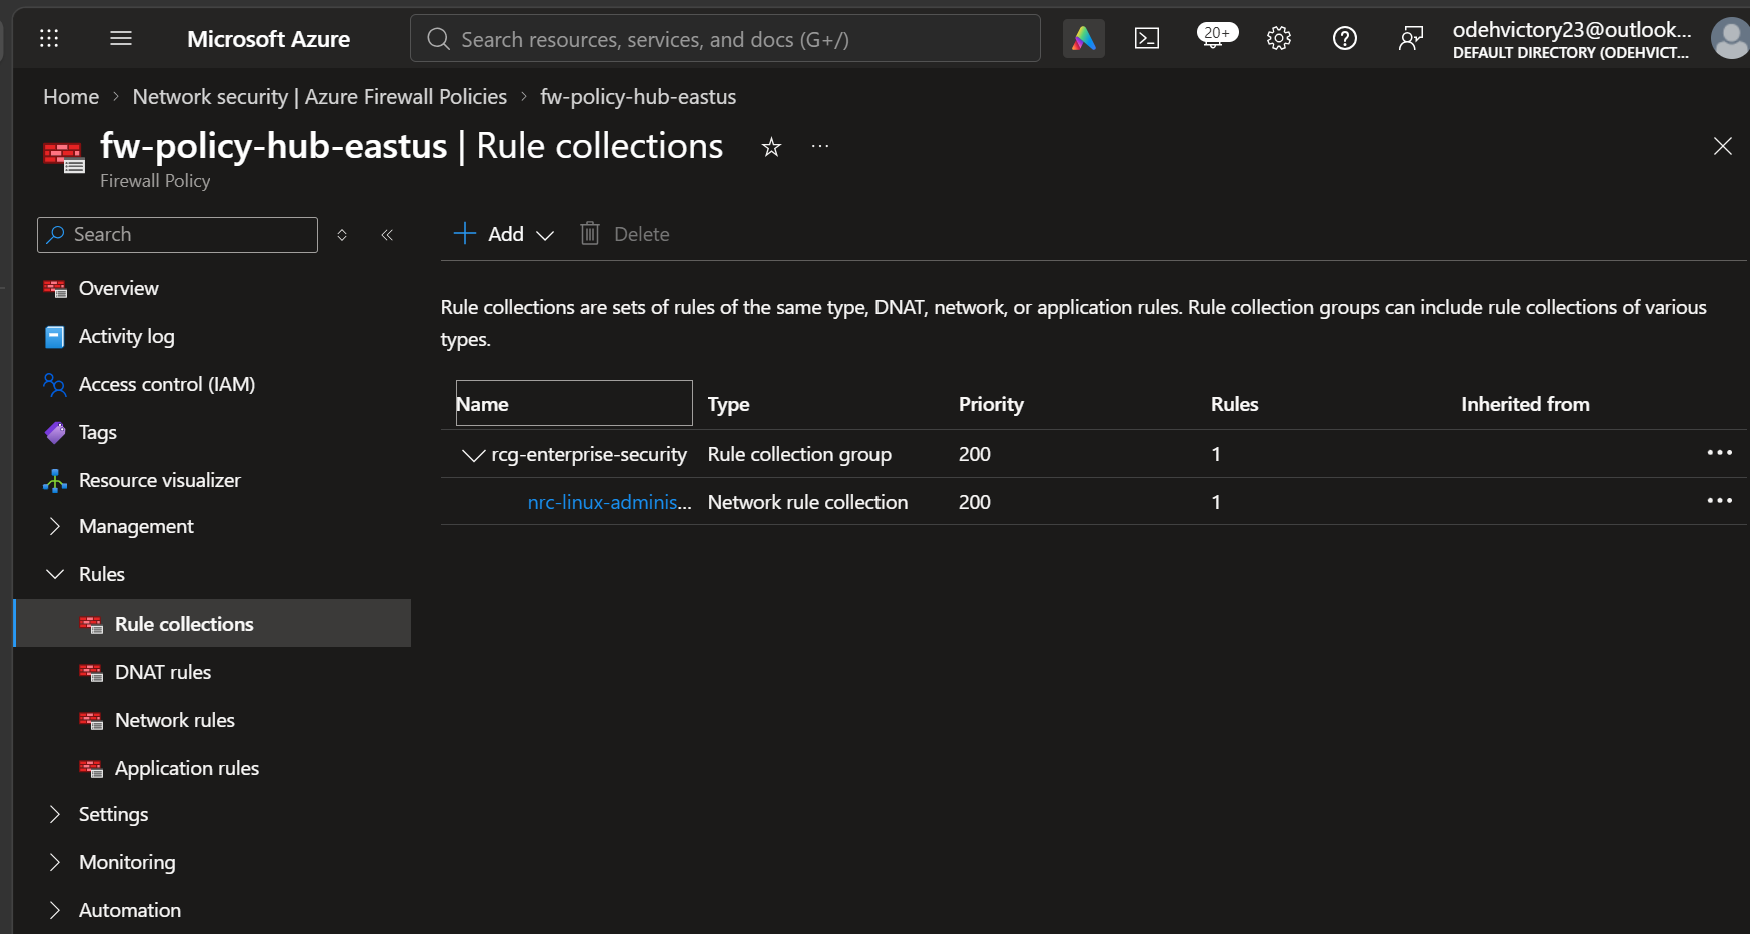 Microsoft Azure
Search resources, services, and docs (G+/)
20+
odehvictory23@outlook...
DEFAULT DIRECTORY (ODEHVICT...
Home > Network security | Azure Firewall Policies > fw-policy-hub-eastus
fw-policy-hub-eastus | Rule collections
Firewall Policy
Search
Add
Delete
Overview
Activity log
Access control (IAM)
Tags
Resource visualizer
Management
Rules
Rule collections
DNAT rules
Network rules
Application rules
Settings
Monitoring
Automation
Rule collections are sets of rules of the same type, DNAT, network, or application rules. Rule collection groups can include rule collections of various
types.
Name Type Priority Rules Inherited from
rcg-enterprise-security Rule collection group 200 1
nrc-linux-adminis... Network rule collection 200 1